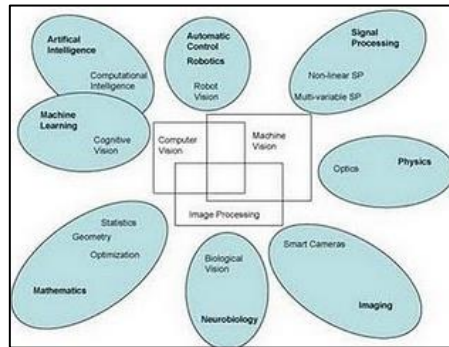 Artifical
Intelligence
Computational
Intelligence
Machine
Learning
Cognitive
Vision
Automatic
Control
Robotics
Robot
Vision
Signal
Processing
Non-linear SP
Multi-variable SP
Computer
Vision
Machine
Vision
Image Processing
Optics
Physics
Statistics
Geometry
Optimization
Mathematics
Biological
Vision
Neurobiology
Smart Cameras
Imaging